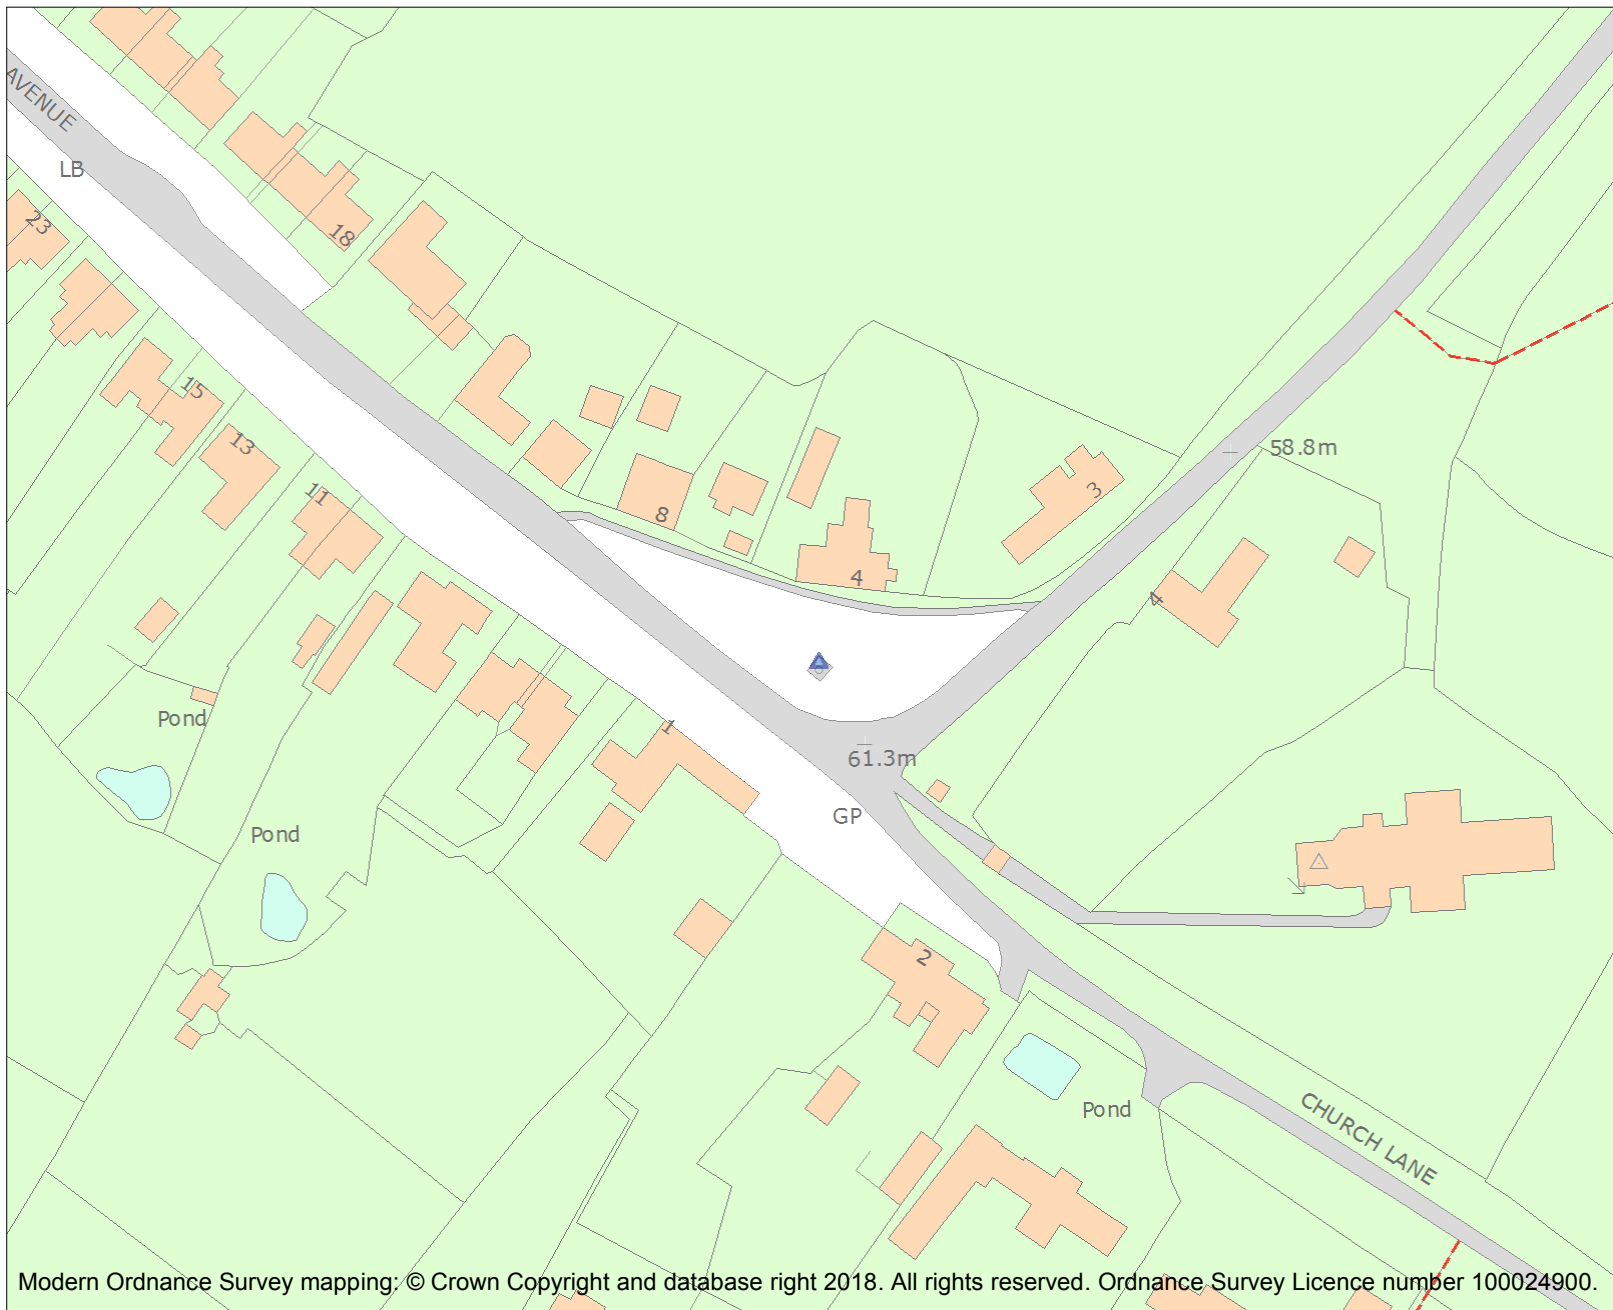 AVENUE
LB
23
18
15
13
11
8
4
3
58.8m
4
Pond
1
61.3m
GP
Pond
2
Pond
CHURCH LANE
Modern Ordnance Survey mapping: © Crown Copyright and database right 2018. All rights reserved. Ordnance Survey Licence number 100024900.